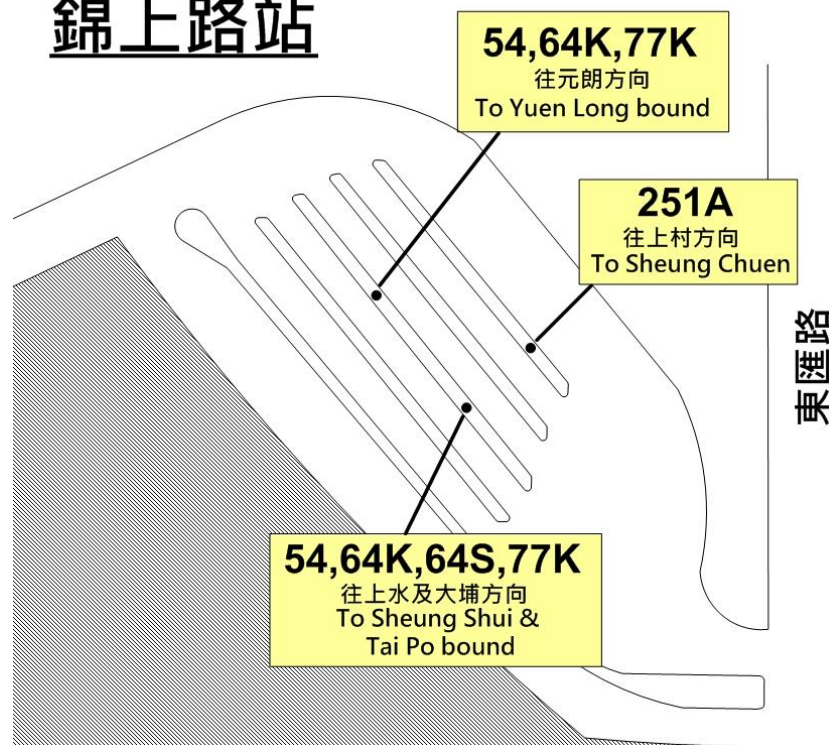 錦上路站
54,64K,77K
往元朗方向
To Yuen Long bound
251A
往上村方向
To Sheung Chuen
東匯路
54,64K,64S,77K
往上水及大埔方向
To Sheung Shui &
Tai Po bound